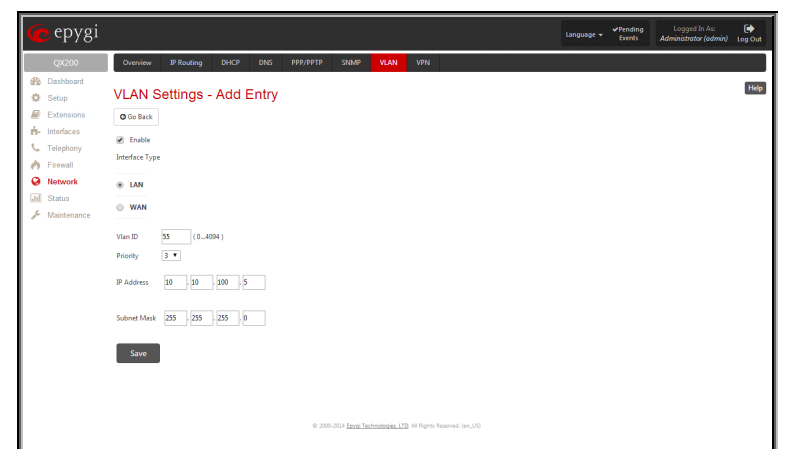 epygi
Language
Pending Events
Logged In As:
Administrator (admin)
Log Out
QX200
Overview IP Routing DHCP DNS PPP/PPTP SNMP VLAN VPN
Dashboard
Setup
Extensions
Interfaces
Telephony
Firewall
Network
Status
Maintenance
VLAN Settings - Add Entry
Help
Go Back
Enable
Interface Type
LAN
WAN
Vlan ID 55 ( 0...4094 )
Priority 3
IP Address 10 . 10 . 100 . 5
Subnet Mask 255 . 255 . 255 . 0
Save
© 2000-2014 Epygi Technologies, LTD. All Rights Reserved. (en_US)